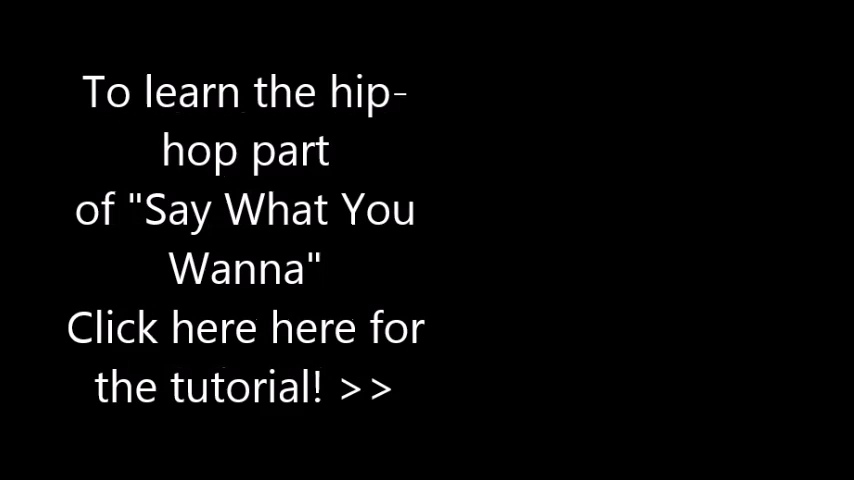 To learn the hip-
hop part
of "Say What You
Wanna"
Click here here for
the tutorial! >>